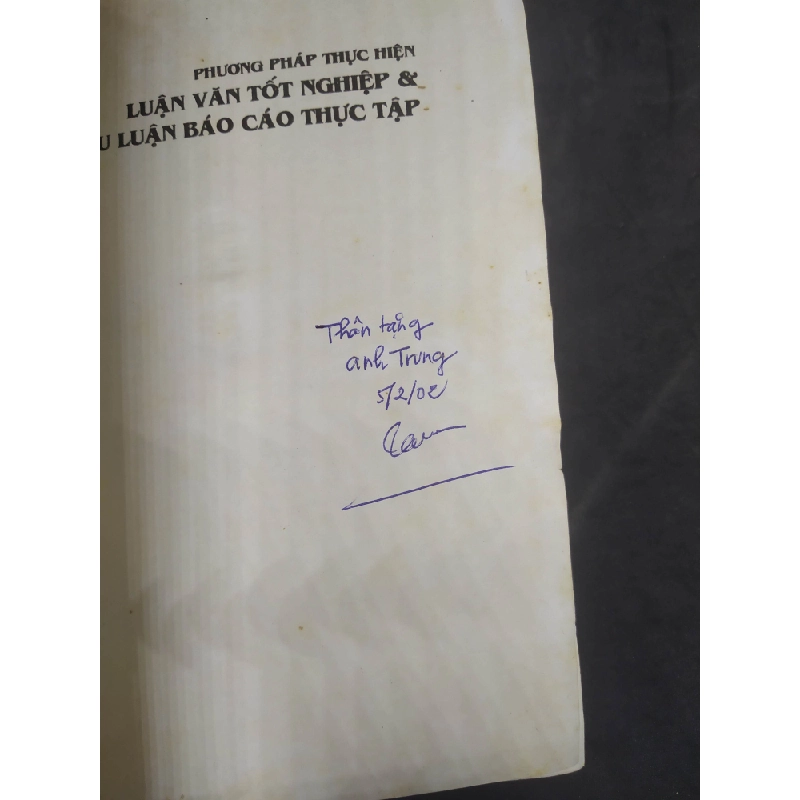 PHƯƠNG PHÁP THỰC HIỆN
LUẬN VĂN TỐT NGHIỆP &
U LUẬN BÁO CÁO THỰC TẬP
Thân tặng
anh Trung
5/2/02